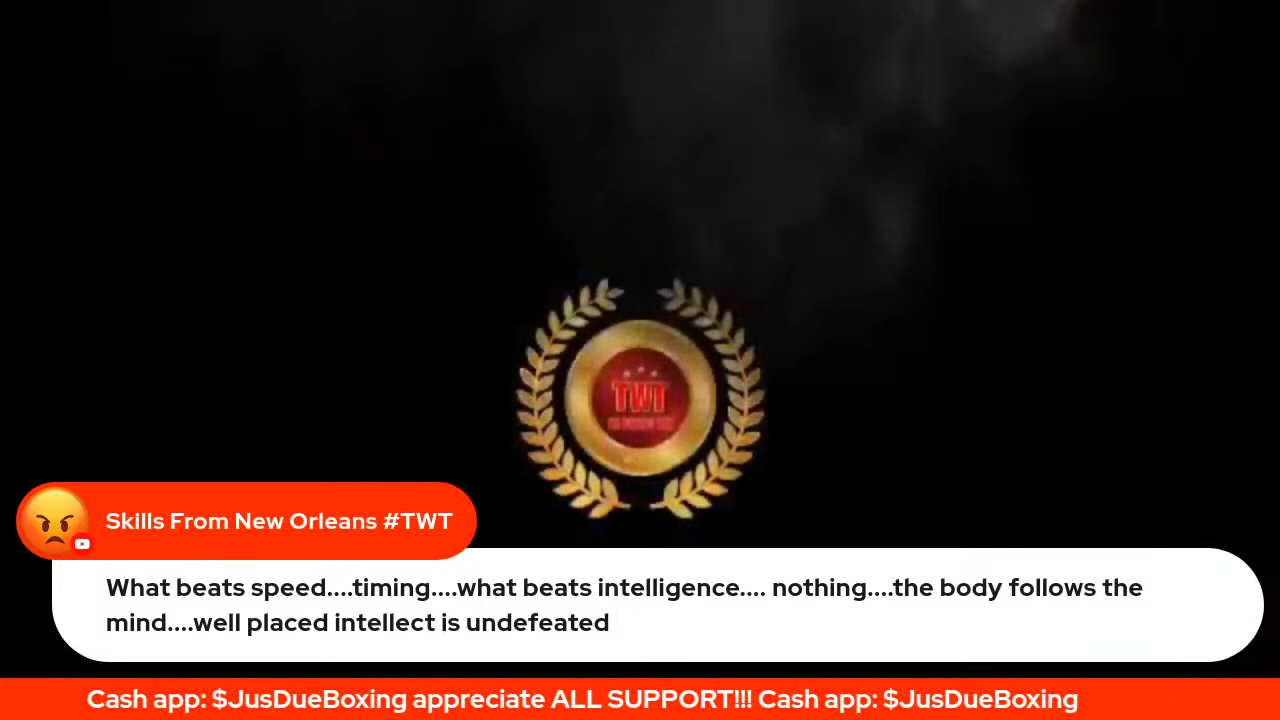 TWT
Skills From New Orleans #TWT
What beats speed....timing....what beats intelligence.... nothing....the body follows the
mind....well placed intellect is undefeated
Cash app: $JusDueBoxing appreciate ALL SUPPORT!!! Cash app: $JusDueBoxing